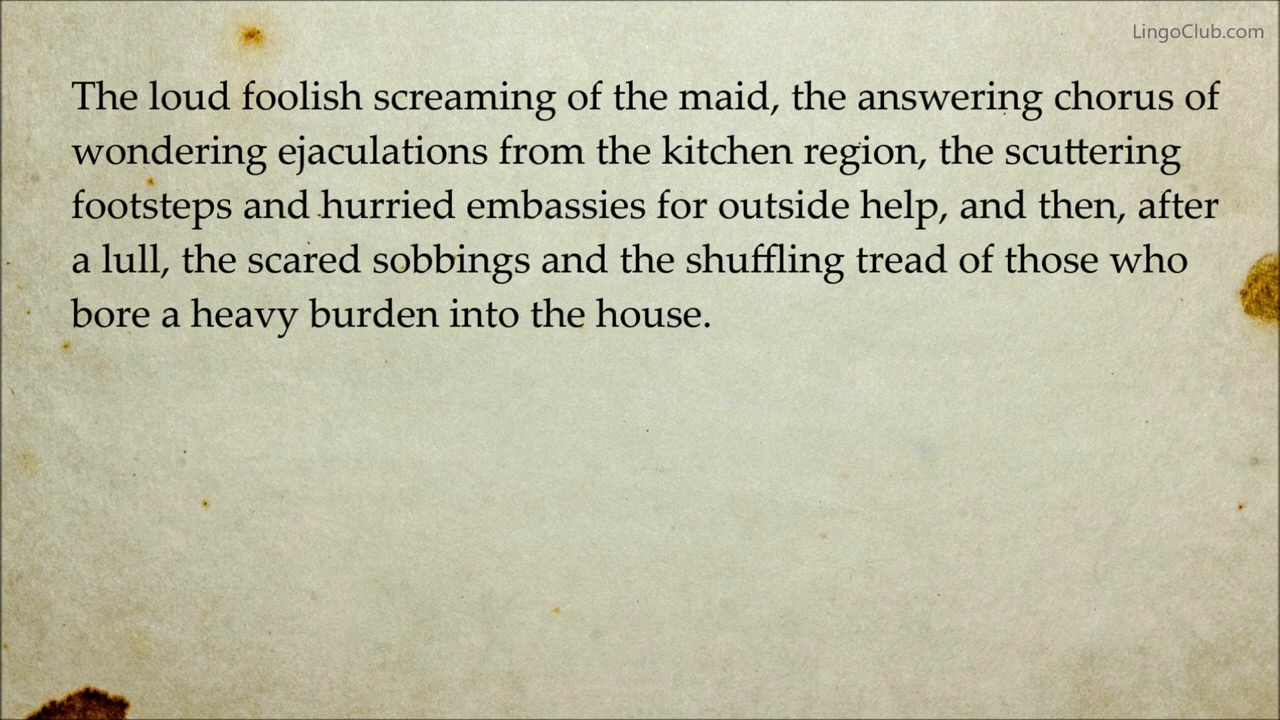 LingoClub.com
The loud foolish screaming of the maid, the answering chorus of
wondering ejaculations from the kitchen region, the scuttering
footsteps and hurried embassies for outside help, and then, after
a lull, the scared sobbings and the shuffling tread of those who
bore a heavy burden into the house.